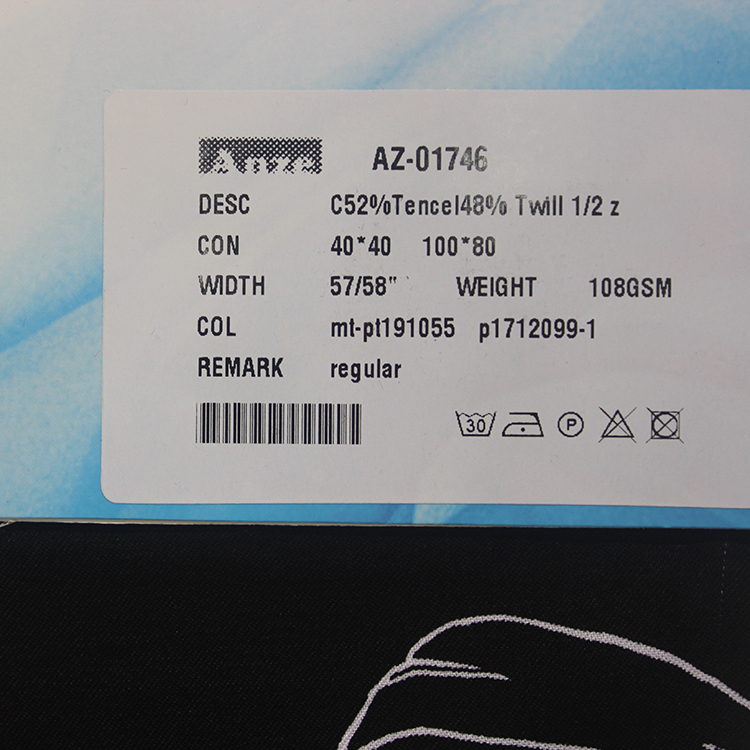 Anze AZ-01746
DESC C52%Tencel48% Twill 1/2 z
CON 40*40 100*80
WIDTH 57/58" WEIGHT 108GSM
COL mt-pt191055 p1712099-1
REMARK regular
30 P